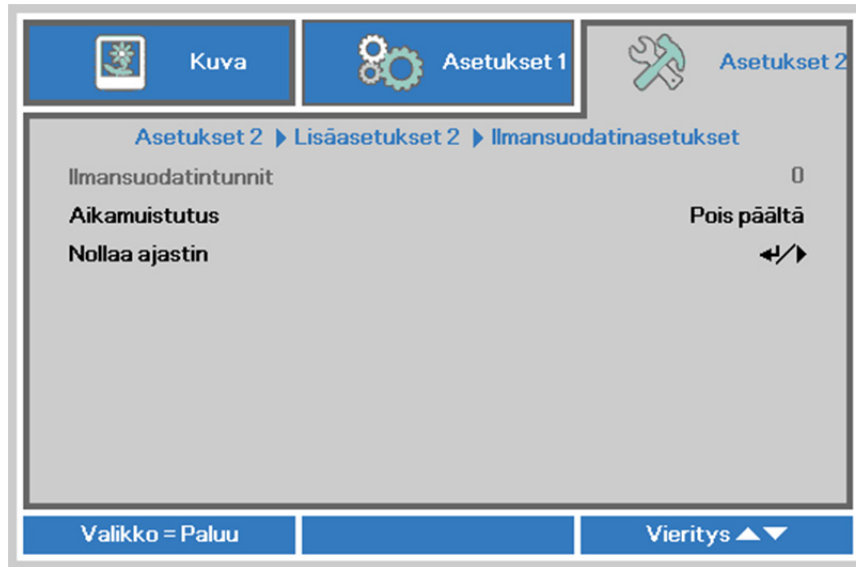 Kuva Asetukset 1 Asetukset 2
Asetukset 2 ▶ Lisäasetukset 2 ▶ Ilmansuodatinasetukset
Ilmansuodatintunnit 0
Aikamuistutus Pois päältä
Nollaa ajastin ↵/▶
Valikko = Paluu Vieritys ▲▼